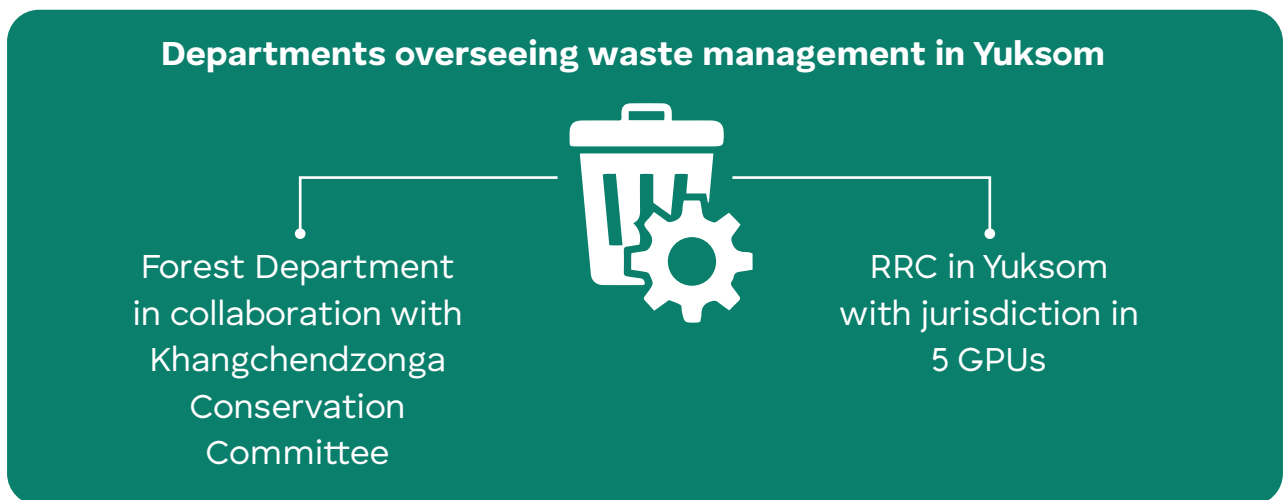 Departments overseeing waste management in Yuksom
Forest Department
in collaboration with
Khangchendzonga
Conservation
Committee
RRC in Yuksom
with jurisdiction in
5 GPUs